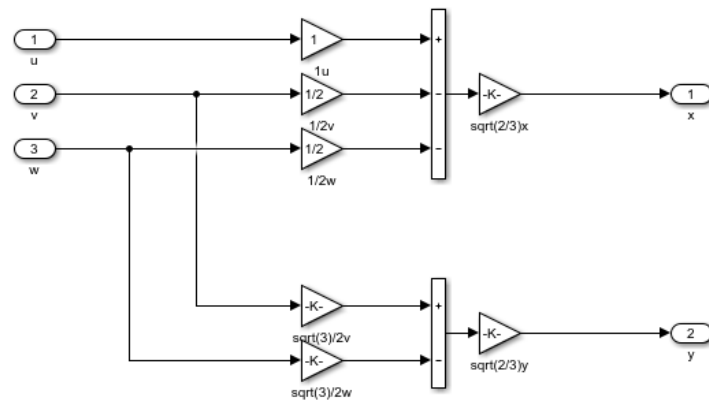 1
u
1
1u
+
2
v
1/2
1/2v
−
-K-
sqrt(2/3)x
1
x
3
w
1/2
1/2w
−
-K-
sqrt(3)/2v
+
-K-
sqrt(2/3)y
2
y
-K-
sqrt(3)/2w
−